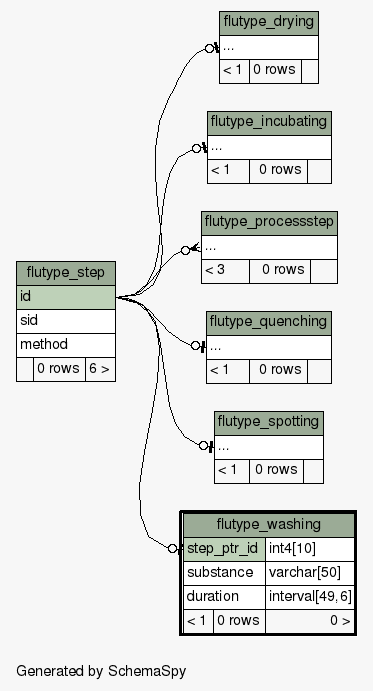 flutype_drying
...
< 1 0 rows
flutype_incubating
...
< 1 0 rows
flutype_processstep
...
< 3 0 rows
flutype_step
id
sid
method
0 rows 6 >
flutype_quenching
...
< 1 0 rows
flutype_spotting
...
< 1 0 rows
flutype_washing
step_ptr_id int4[10]
substance varchar[50]
duration interval[49,6]
< 1 0 rows 0 >
Generated by SchemaSpy